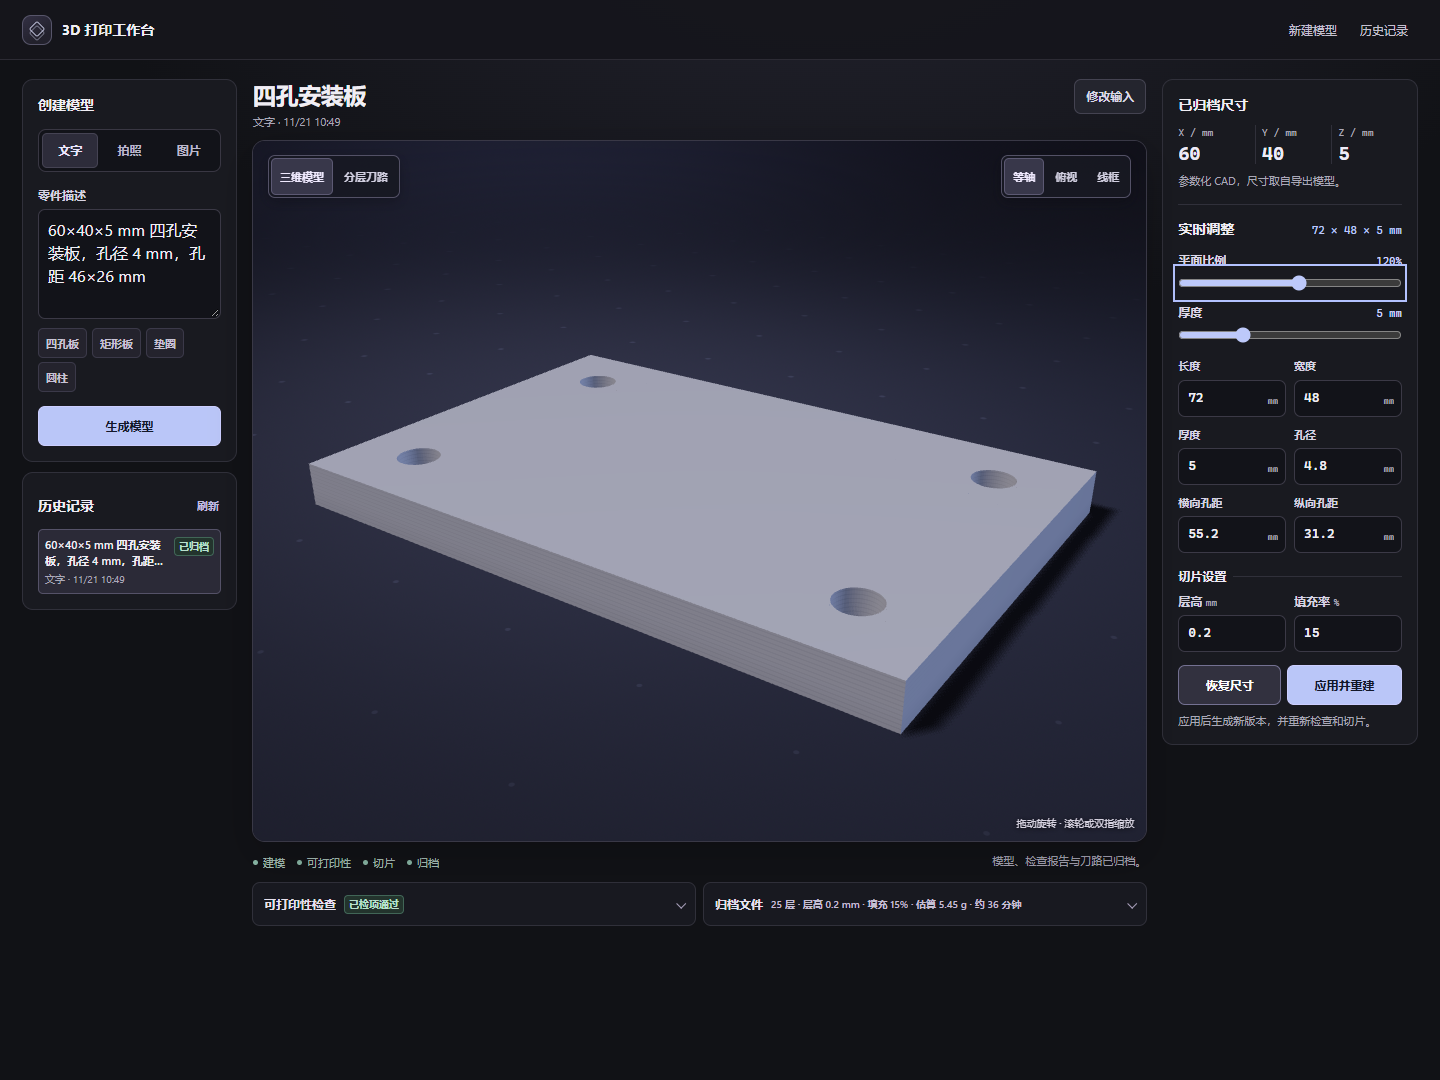 3D 打印工作台
新建模型
历史记录
创建模型
文字
拍照
图片
零件描述
60×40×5 mm 四孔安
装板，孔径 4 mm，孔
距 46×26 mm
四孔板
矩形板
垫圈
圆柱
生成模型
历史记录
刷新
60×40×5 mm 四孔安装
板，孔径 4 mm，孔距...
已归档
文字 · 11/21 10:49
四孔安装板
文字 · 11/21 10:49
修改输入
三维模型
分层刀路
等轴
俯视
线框
拖动旋转 · 滚轮或双指缩放
建模
可打印性
切片
归档
模型、检查报告与刀路已归档。
可打印性检查
已检项通过
归档文件
25 层 · 层高 0.2 mm · 填充 15% · 估算 5.45 g · 约 36 分钟
已归档尺寸
X / mm
Y / mm
Z / mm
60
40
5
参数化 CAD，尺寸取自导出模型。
实时调整
72 × 48 × 5 mm
平面比例
120%
厚度
5 mm
长度
宽度
72 mm
48 mm
厚度
孔径
5 mm
4.8 mm
横向孔距
纵向孔距
55.2 mm
31.2 mm
切片设置
层高 mm
填充率 %
0.2
15
恢复尺寸
应用并重建
应用后生成新版本，并重新检查和切片。